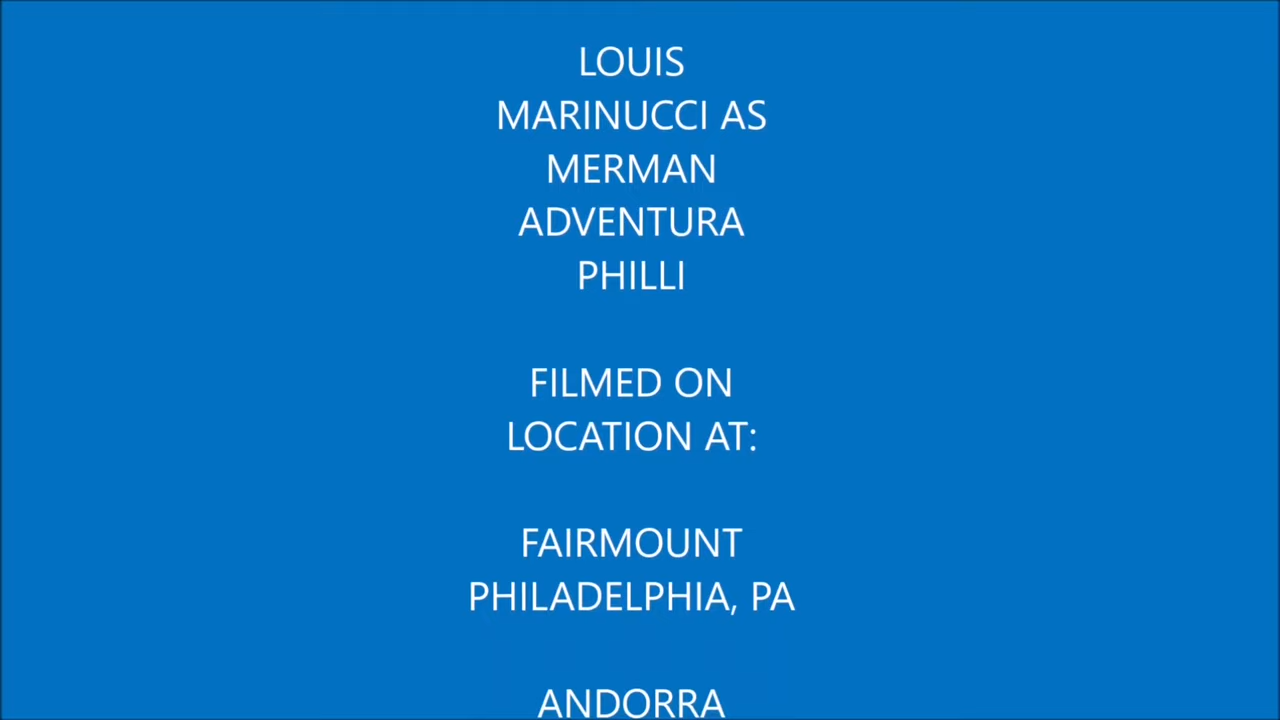 LOUIS
MARINUCCI AS
MERMAN
ADVENTURA
PHILLI
FILMED ON
LOCATION AT:
FAIRMOUNT
PHILADELPHIA, PA
ANDORRA